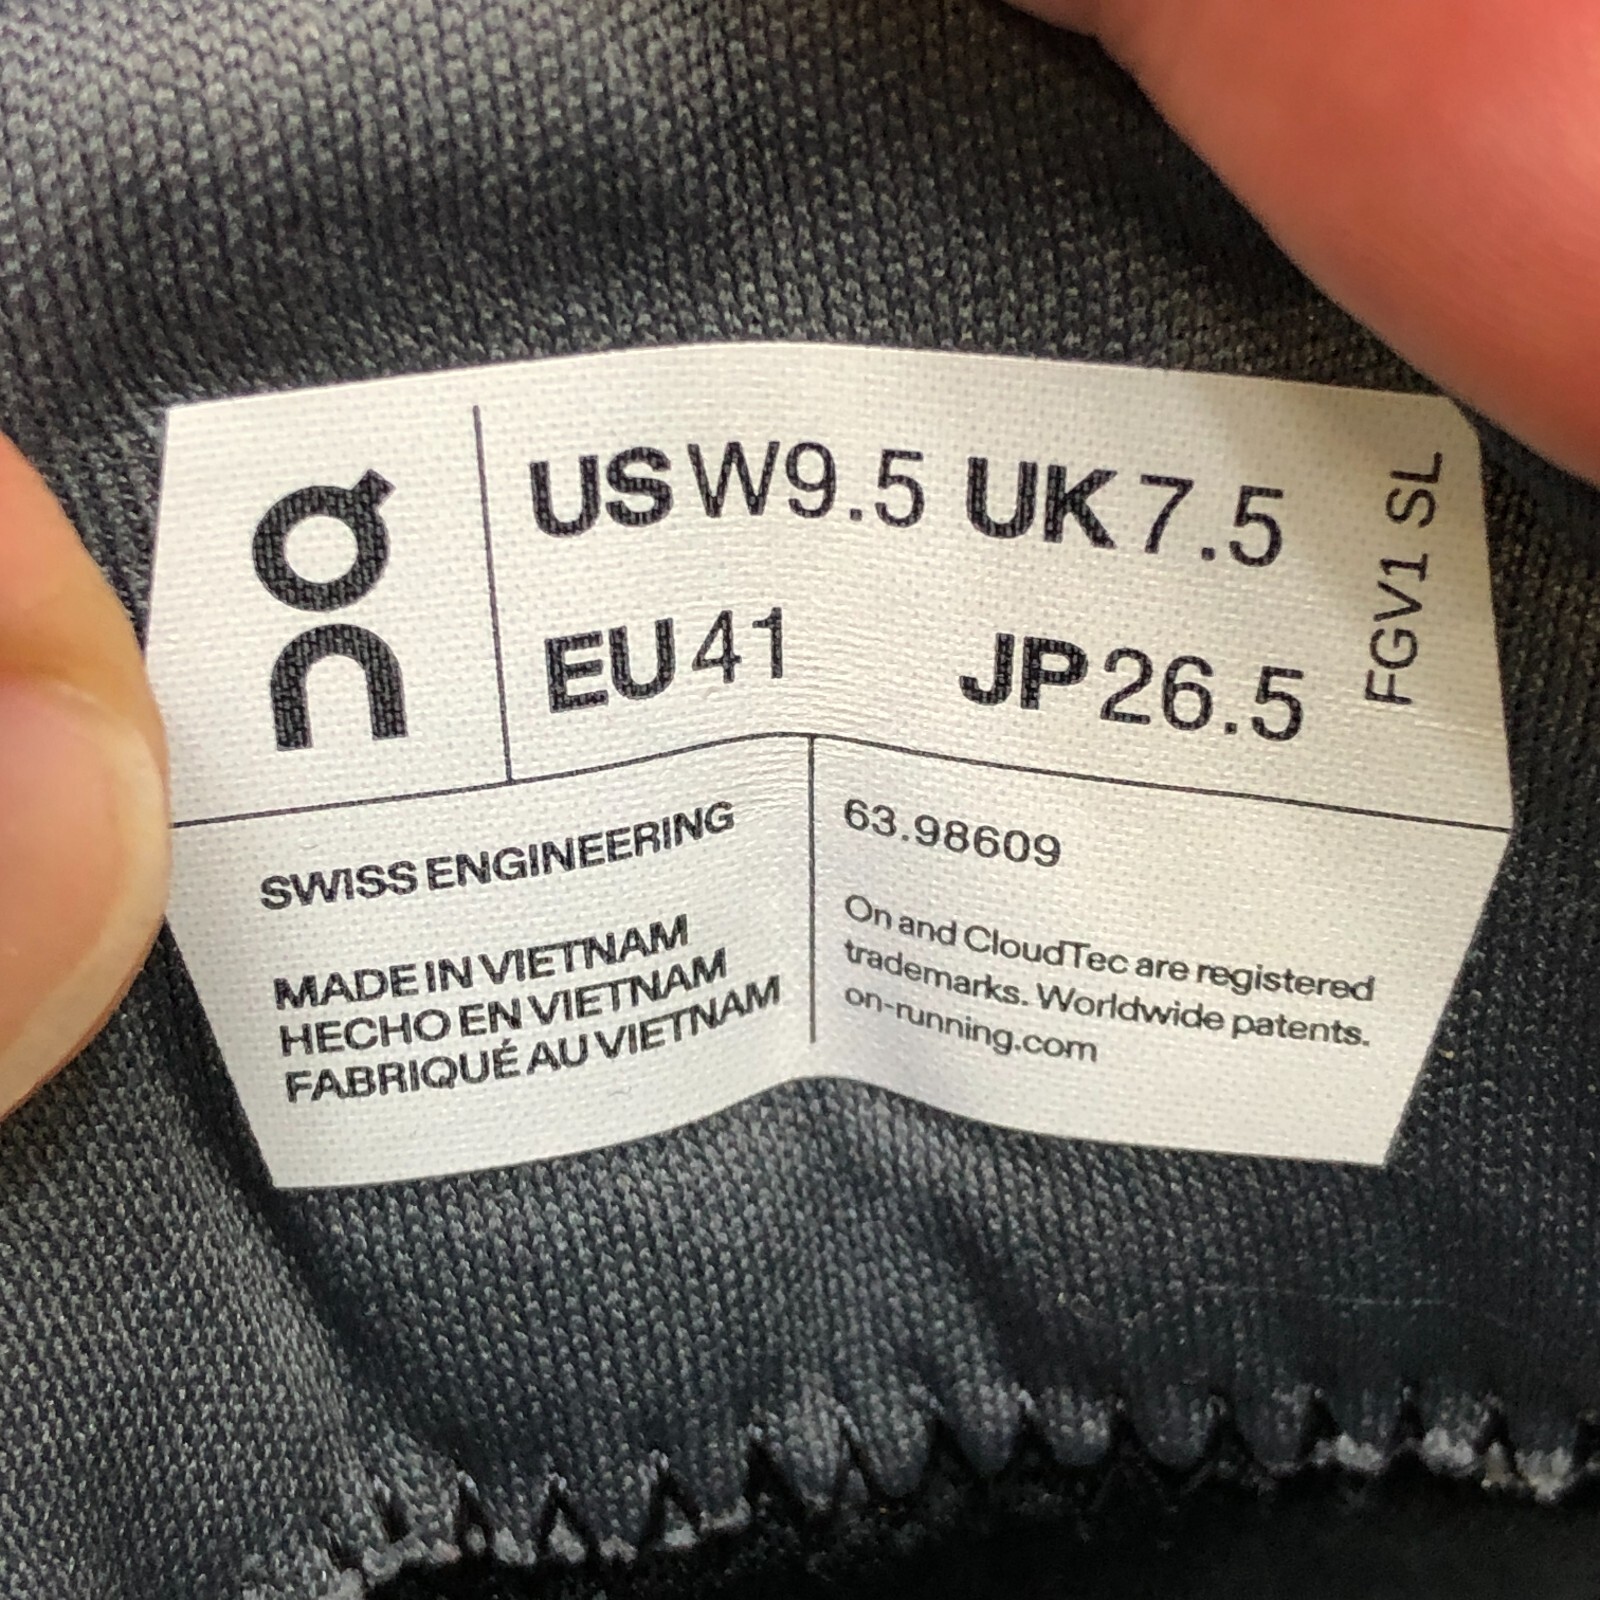 On
US W9.5 UK 7.5
EU 41 JP 26.5
FGV1 SL
SWISS ENGINEERING
MADE IN VIETNAM
HECHO EN VIETNAM
FABRIQUÉ AU VIETNAM
63.98609
On and CloudTec are registered
trademarks. Worldwide patents.
on-running.com